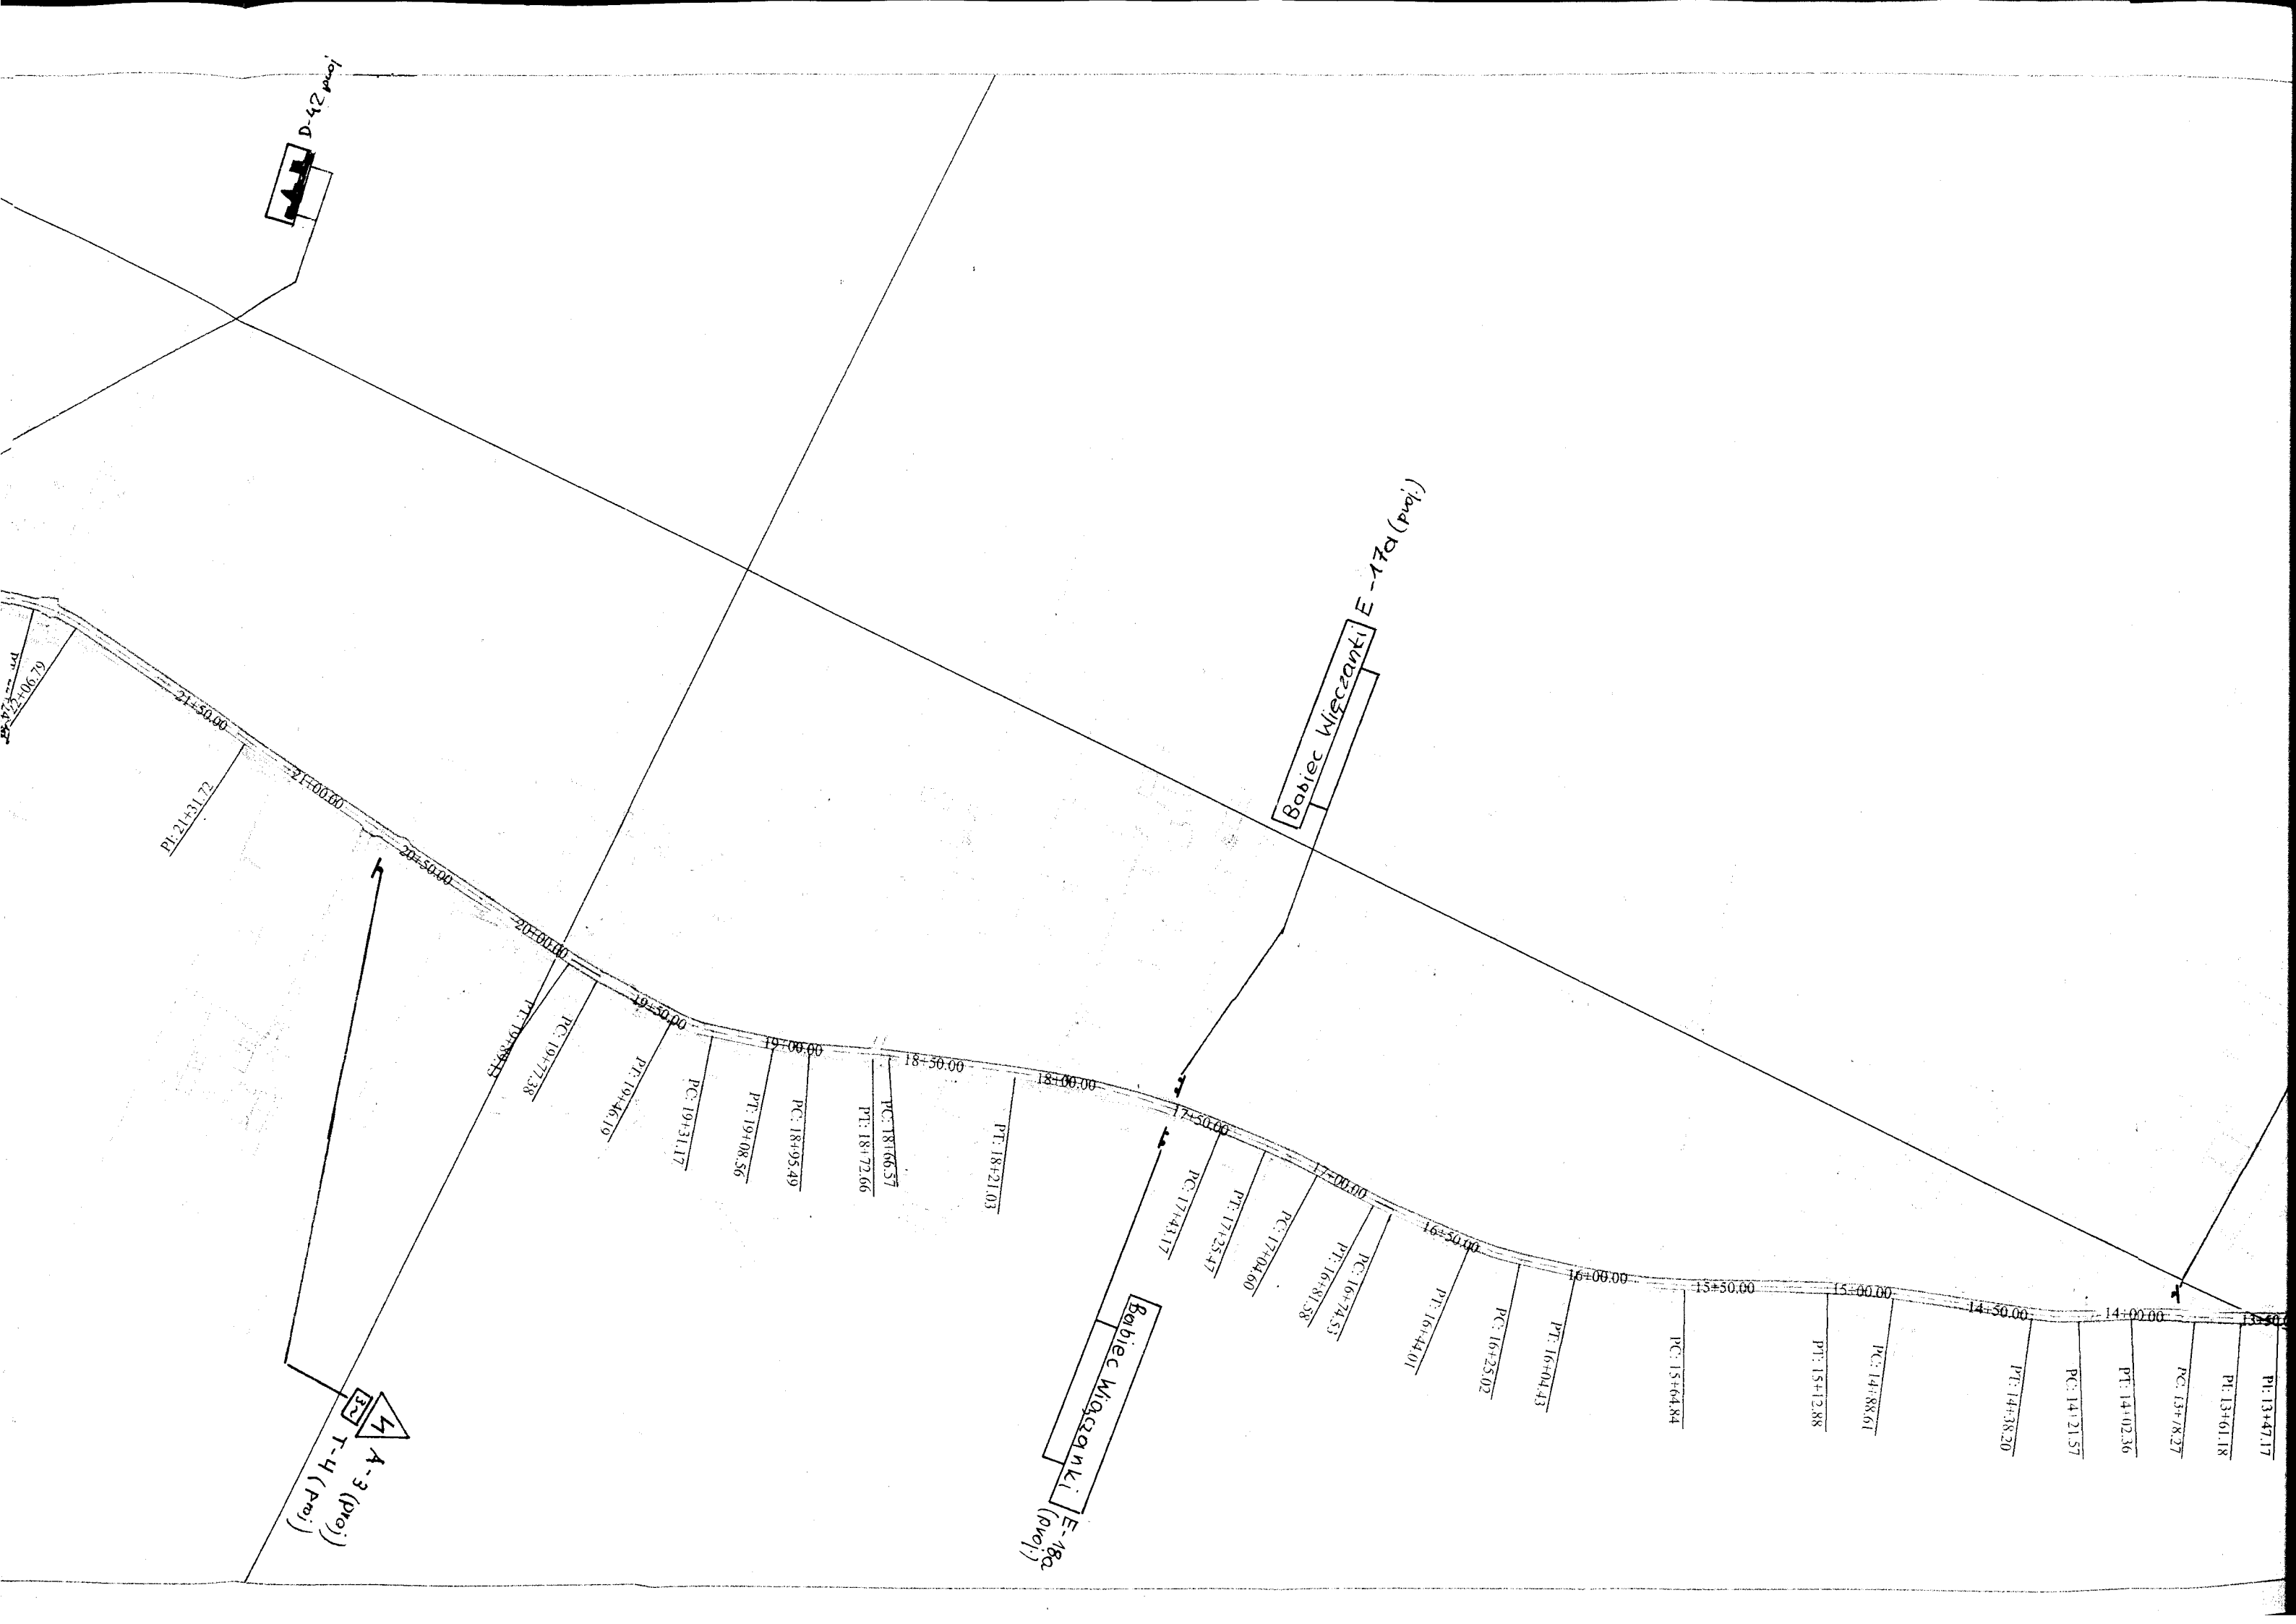 D-42 proj
Babiec Więczanki
E-17a (proj)
21+50.00
21+00.00
20+50.00
20+00.00
19+50.00
19+00.00
18+50.00
18+00.00
17+50.00
17+00.00
16+50.00
16+00.00
15+50.00
15+00.00
14+50.00
14+00.00
22+06.79
PI: 21+31.72
PT: 19+89.13
PC: 19+77.38
PT: 19+46.19
PC: 19+31.17
PT: 19+08.56
PC: 18+95.49
PT: 18+72.66
PC: 18+66.57
PT: 18+21.03
PC: 17+43.17
PT: 17+25.47
PC: 17+04.60
PT: 16+81.58
PC: 16+74.53
PT: 16+44.01
PC: 16+25.02
PT: 16+04.43
PC: 15+64.84
PT: 15+12.88
PC: 14+88.61
PT: 14+38.20
PC: 14+21.57
PT: 14+02.36
PC: 13+78.27
PI: 13+61.18
PI: 13+47.17
Babiec Wiączanki
E-18a
(proj.)
A-3 (proj)
T-4 (proj)